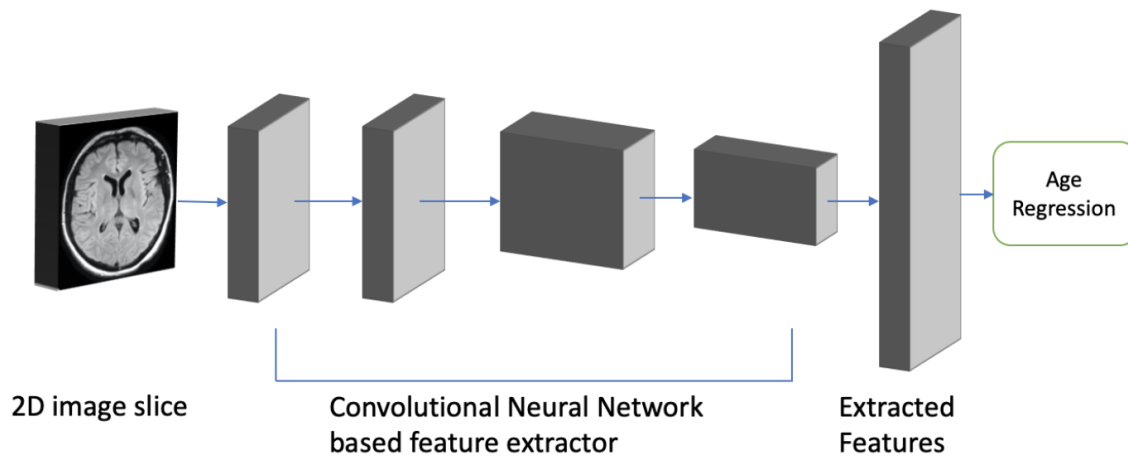 Age
Regression
2D image slice
Convolutional Neural Network
based feature extractor
Extracted
Features